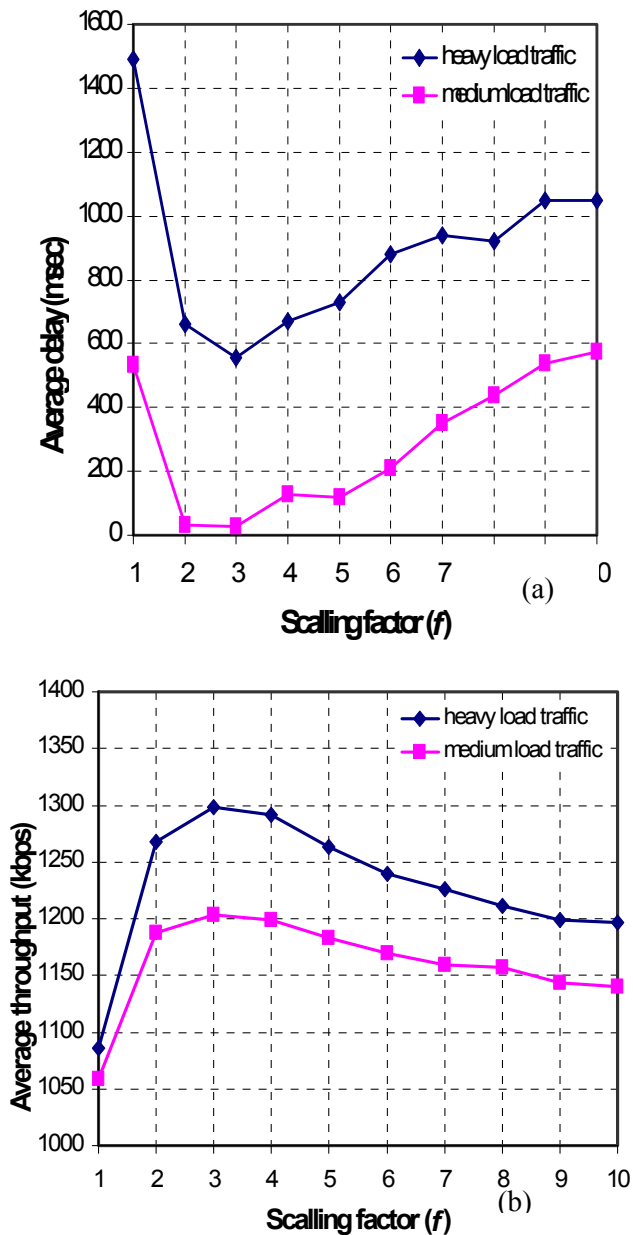 1600
1400
1200
1000
800
600
400
200
0
Average delay (msec)
heavy load traffic
medium load traffic
1 2 3 4 5 6 7 0
(a)
Scalling factor (f)
1400
1350
1300
1250
1200
1150
1100
1050
1000
Average throughput (kbps)
heavy load traffic
medium load traffic
1 2 3 4 5 6 7 8 9 10
(b)
Scalling factor (f)